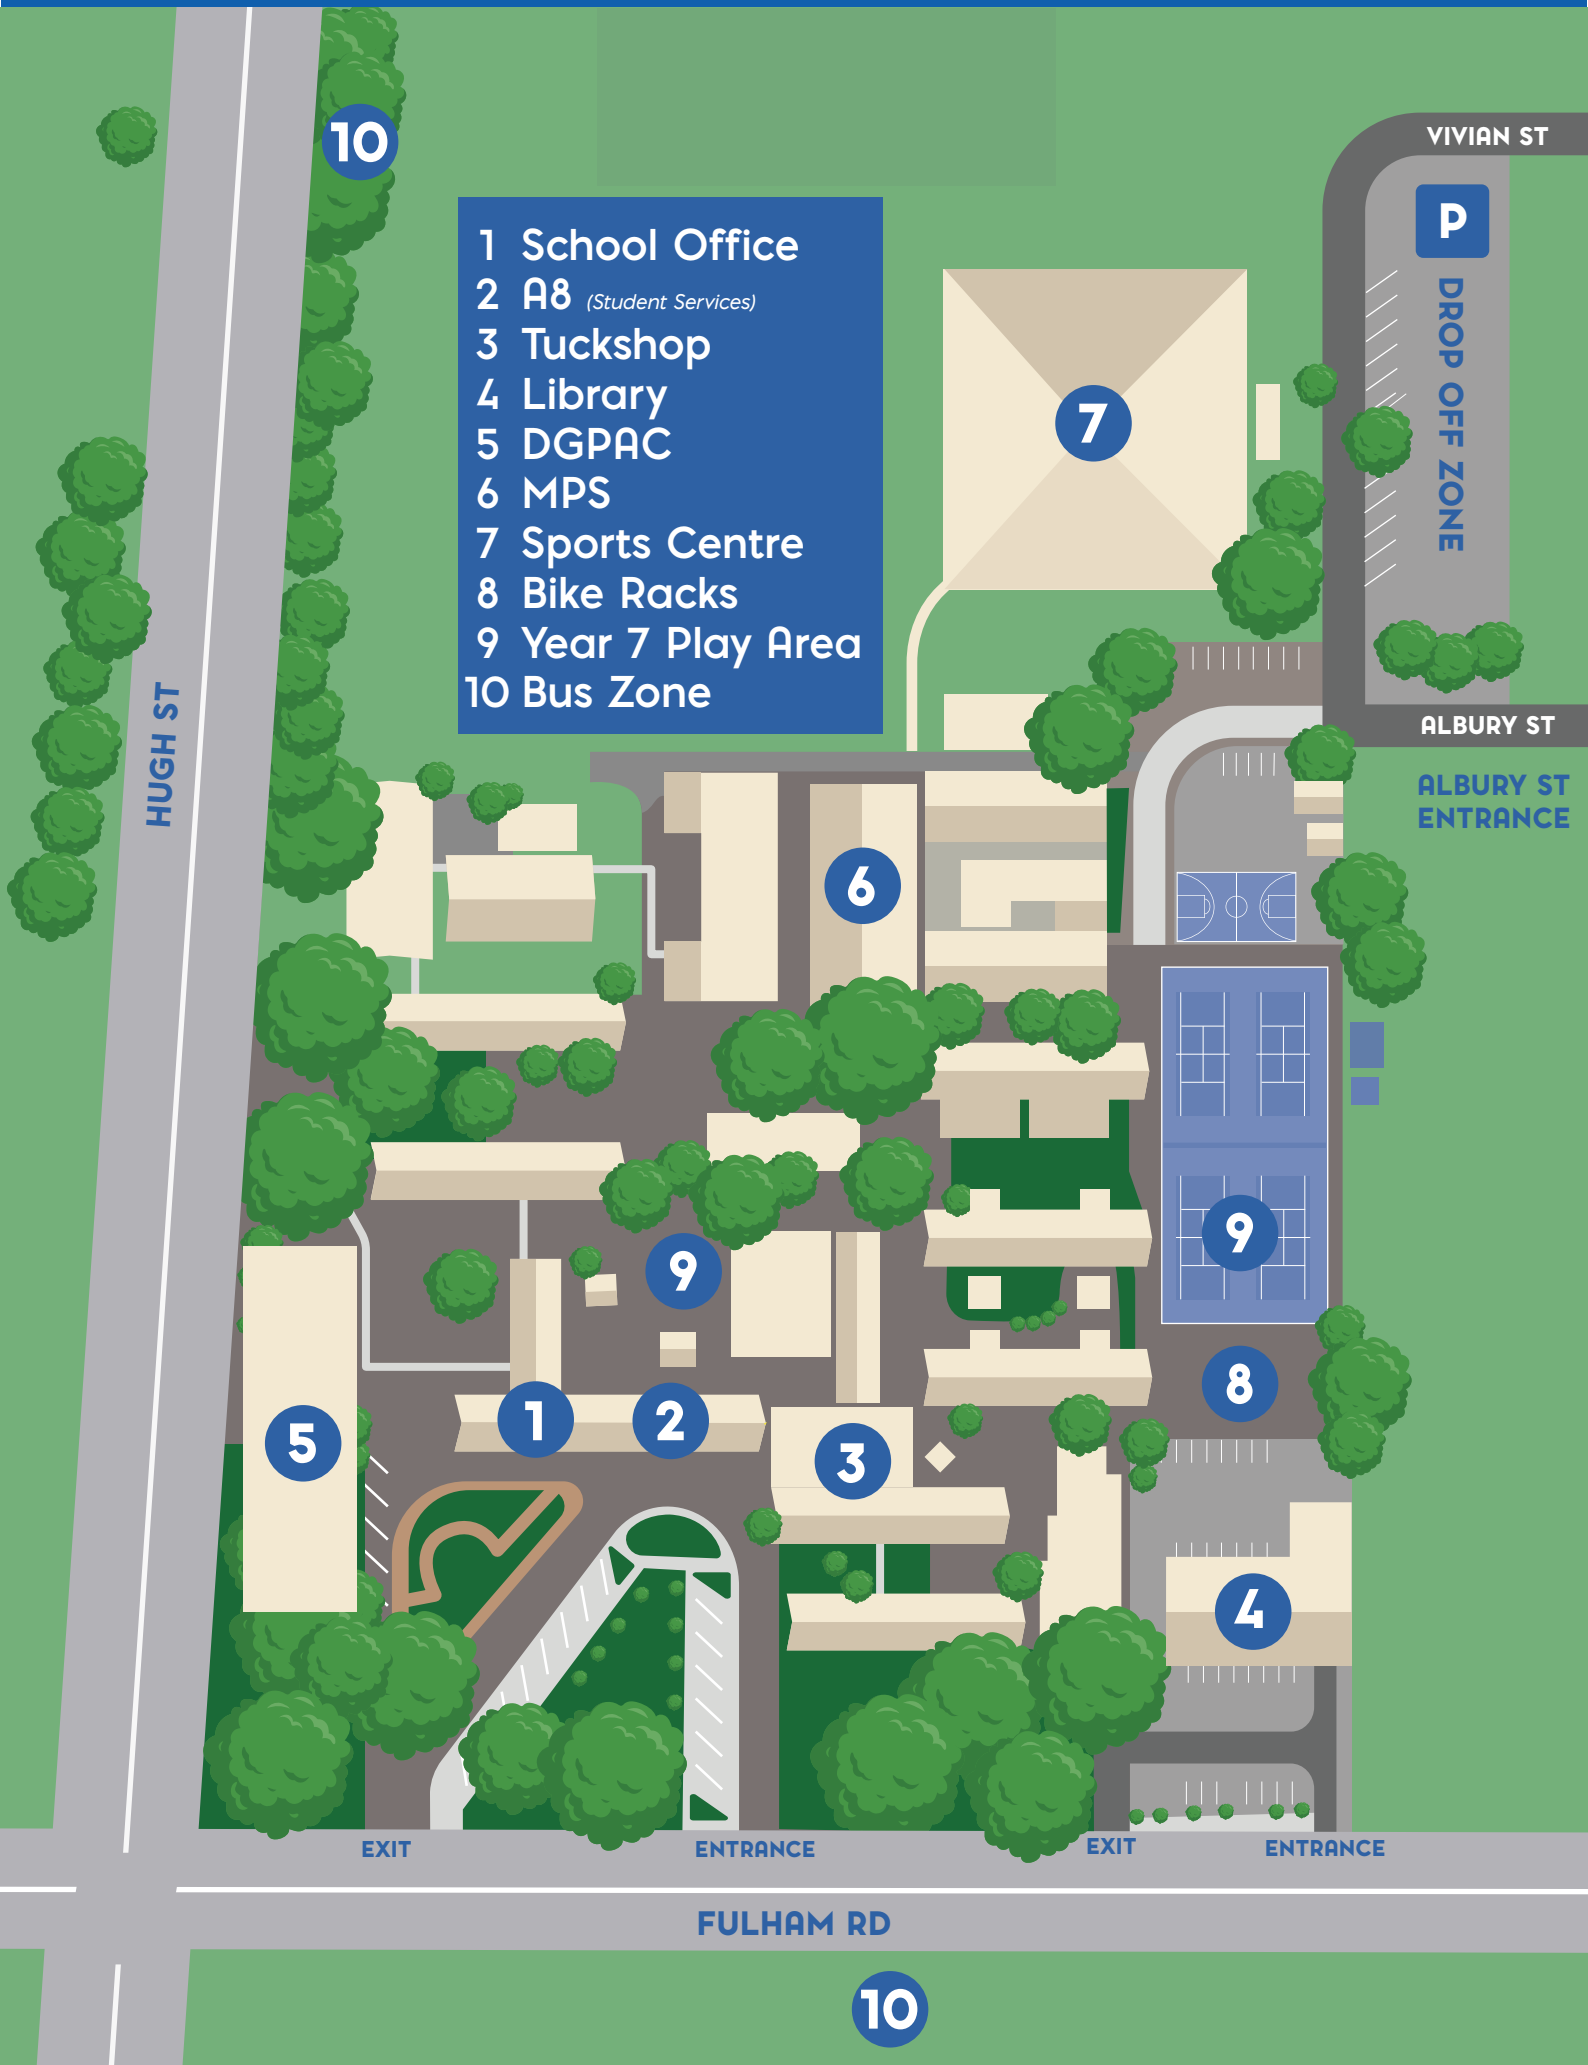 10
VIVIAN ST
P
DROP OFF ZONE
1 School Office
2 A8 (Student Services)
3 Tuckshop
4 Library
5 DGPAC
6 MPS
7 Sports Centre
8 Bike Racks
9 Year 7 Play Area
10 Bus Zone
7
HUGH ST
ALBURY ST
ALBURY ST
ENTRANCE
6
9
9
8
1
2
5
3
4
EXIT
ENTRANCE
EXIT
ENTRANCE
FULHAM RD
10